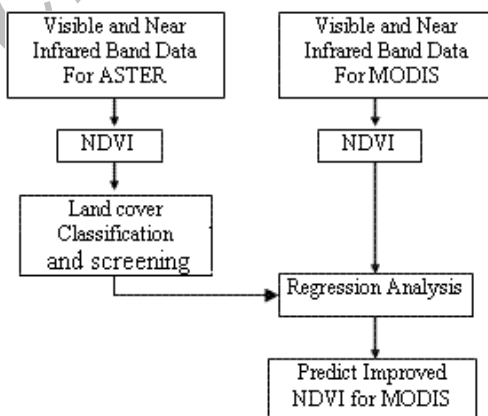 Visible and Near
Infrared Band Data
For ASTER
Visible and Near
Infrared Band Data
For MODIS
NDVI
NDVI
Land cover
Classification
and screening
Regression Analysis
Predict Improved
NDVI for MODIS